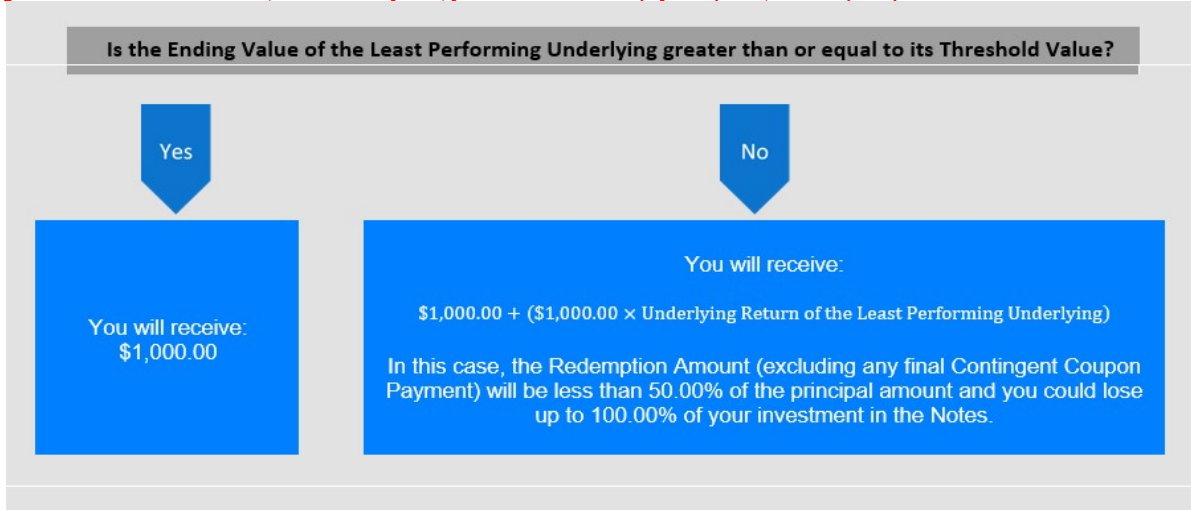 Is the Ending Value of the Least Performing Underlying greater than or equal to its Threshold Value?
Yes
No
You will receive:
$1,000.00
You will receive:
$1,000.00 + ($1,000.00 × Underlying Return of the Least Performing Underlying)
In this case, the Redemption Amount (excluding any final Contingent Coupon
Payment) will be less than 50.00% of the principal amount and you could lose
up to 100.00% of your investment in the Notes.